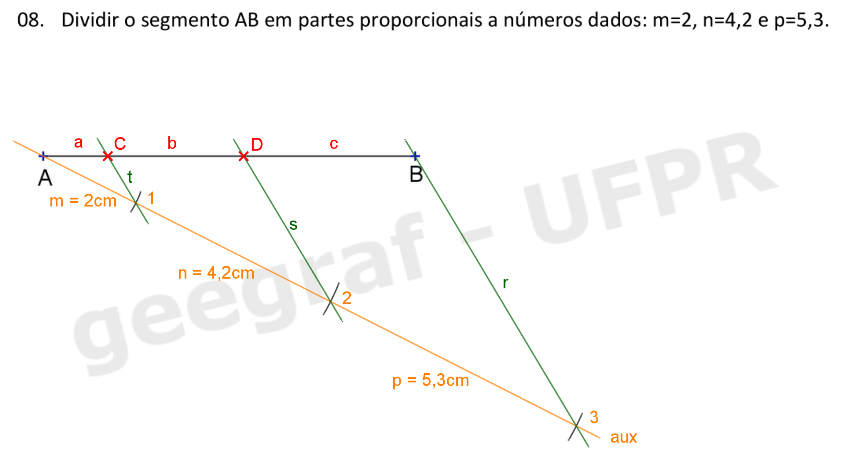 08. Dividir o segmento AB em partes proporcionais a números dados: m=2, n=4,2 e p=5,3.
a C b D c
A t B
m = 2cm 1
s
n = 4,2cm
r
2
p = 5,3cm
3
aux
geegraf - UFPR